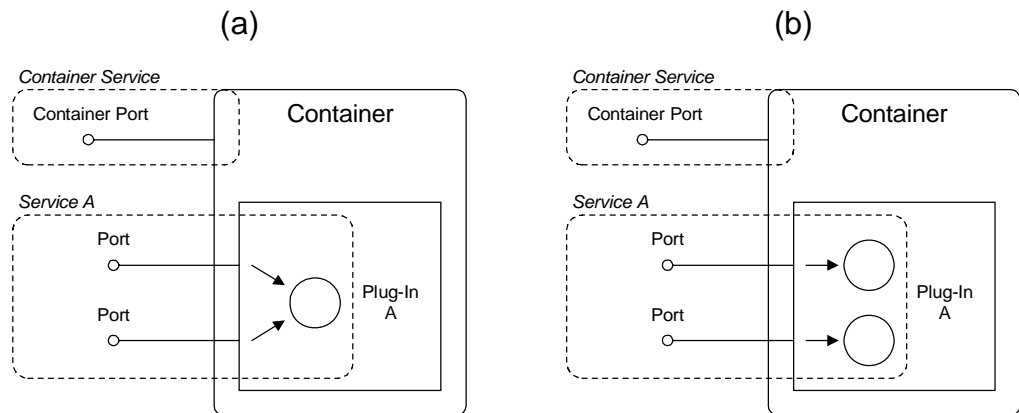 (a)
Container Service
Container Port
Container
Service A
Port
Port
Plug-In
A
(b)
Container Service
Container Port
Container
Service A
Port
Port
Plug-In
A